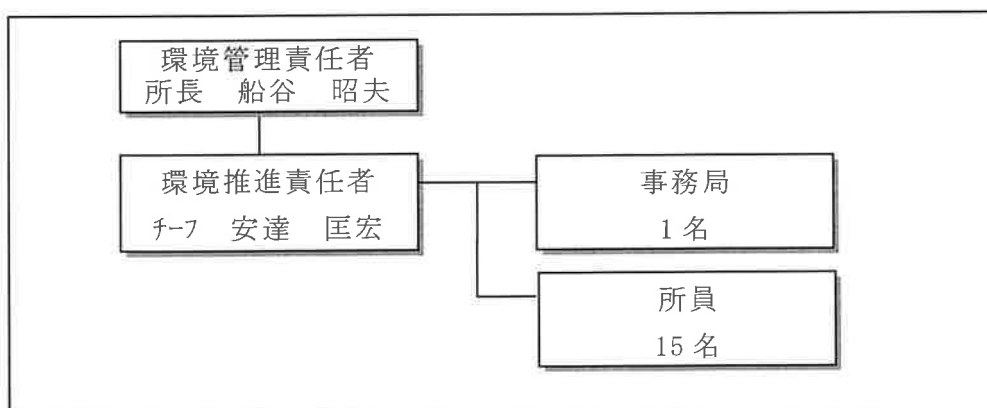 環境管理責任者
所長　船谷　昭夫
環境推進責任者
ﾁｰﾌ　安達　匡宏
事務局
1名
所員
15名